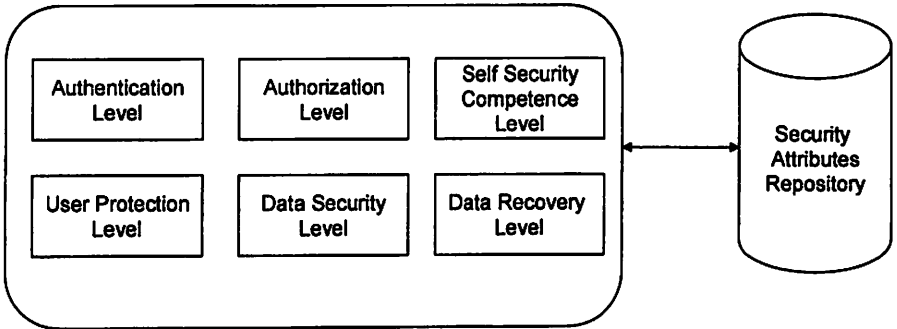 Authentication
Level
Authorization
Level
Self Security
Competence
Level
User Protection
Level
Data Security
Level
Data Recovery
Level
Security
Attributes
Repository